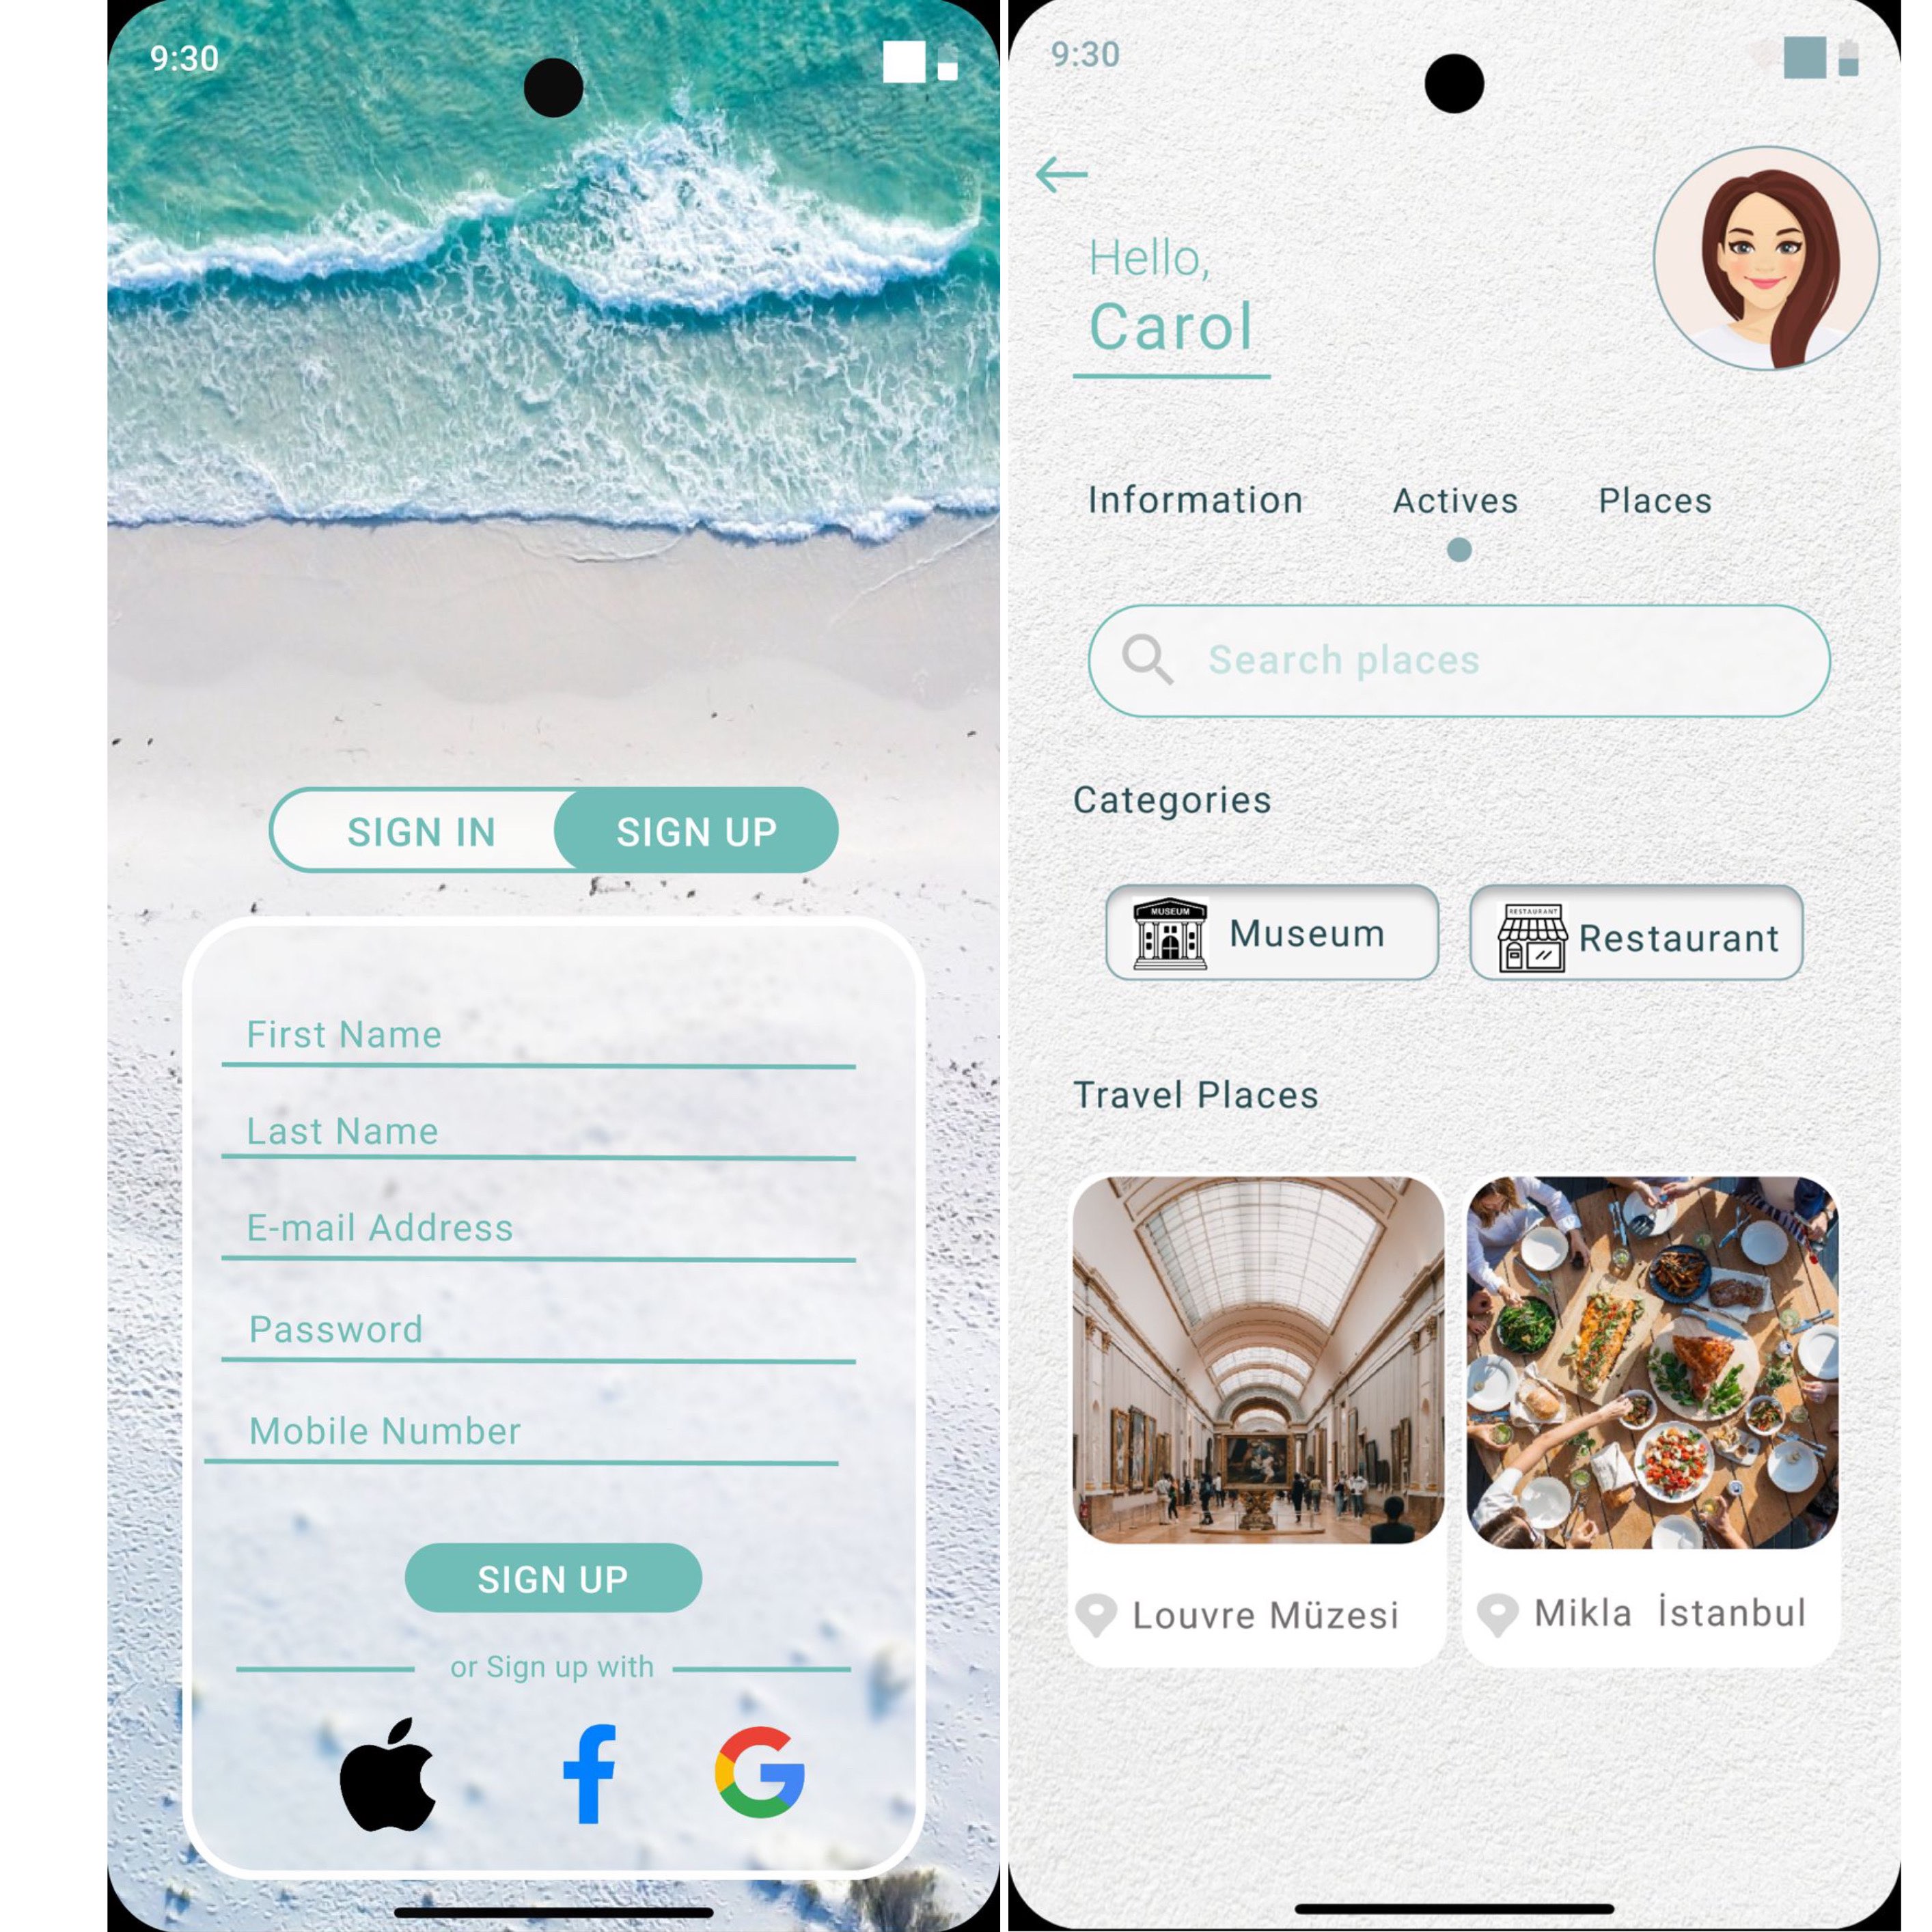 9:30
SIGN IN SIGN UP
First Name
Last Name
E-mail Address
Password
Mobile Number
SIGN UP
or Sign up with
9:30
Hello,
Carol
Information Actives Places
Search places
Categories
MUSEUM Museum
RESTAURANT Restaurant
Travel Places
Louvre Müzesi
Mikla İstanbul